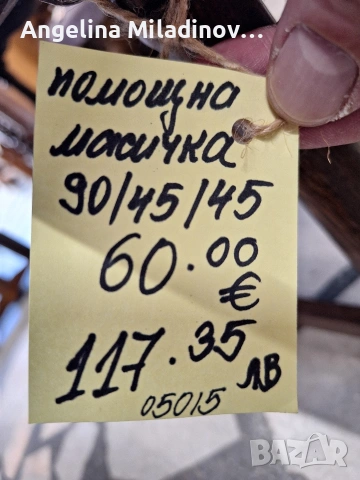 Angelina Miladinov...
помощна
масичка
90/45/45
60.00
€
117.35
лв
05015
BAZAR